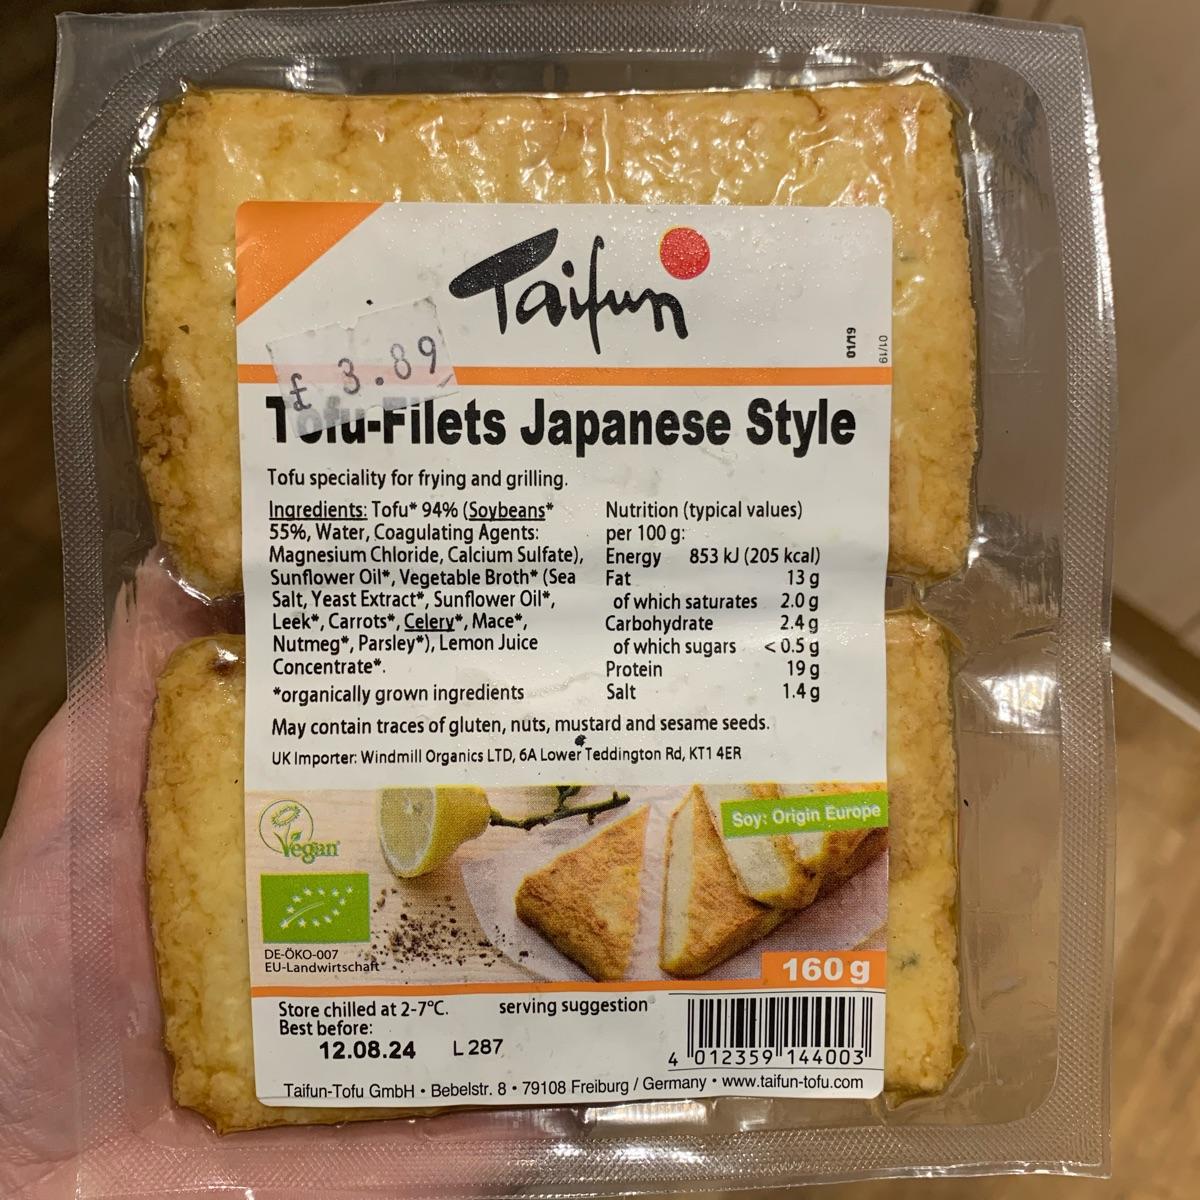 Taifun
01/19
01/19
£ 3.89
Tofu-Filets Japanese Style
Tofu speciality for frying and grilling.
Ingredients: Tofu* 94% (Soybeans*
55%, Water, Coagulating Agents:
Magnesium Chloride, Calcium Sulfate),
Sunflower Oil*, Vegetable Broth* (Sea
Salt, Yeast Extract*, Sunflower Oil*,
Leek*, Carrots*, Celery*, Mace*,
Nutmeg*, Parsley*), Lemon Juice
Concentrate*.
*organically grown ingredients
Nutrition (typical values)
per 100 g:
Energy 853 kJ (205 kcal)
Fat 13 g
of which saturates 2.0 g
Carbohydrate 2.4 g
of which sugars < 0.5 g
Protein 19 g
Salt 1.4 g
May contain traces of gluten, nuts, mustard and sesame seeds.
UK Importer: Windmill Organics LTD, 6A Lower Teddington Rd, KT1 4ER
Soy: Origin Europe
Vegan
DE-ÖKO-007
EU-Landwirtschaft
160 g
Store chilled at 2-7°C.
Best before:
12.08.24 L 287
serving suggestion
4 012359 144003
Taifun-Tofu GmbH • Bebelstr. 8 • 79108 Freiburg / Germany • www.taifun-tofu.com